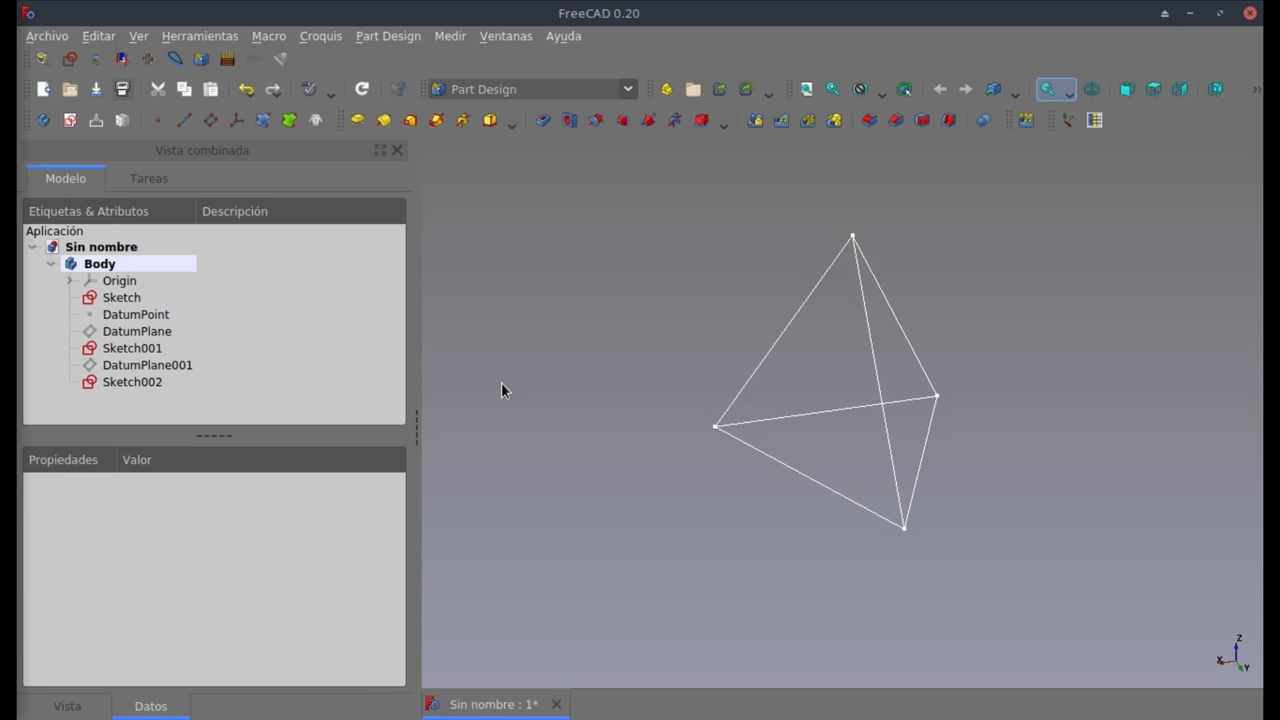 FreeCAD 0.20
Archivo Editar Ver Herramientas Macro Croquis Part Design Medir Ventanas Ayuda
Part Design
Vista combinada
Modelo Tareas
Etiquetas & Atributos Descripción
Aplicación
Sin nombre
Body
Origin
Sketch
DatumPoint
DatumPlane
Sketch001
DatumPlane001
Sketch002
Propiedades Valor
Z
X
Y
Vista Datos
Sin nombre : 1*